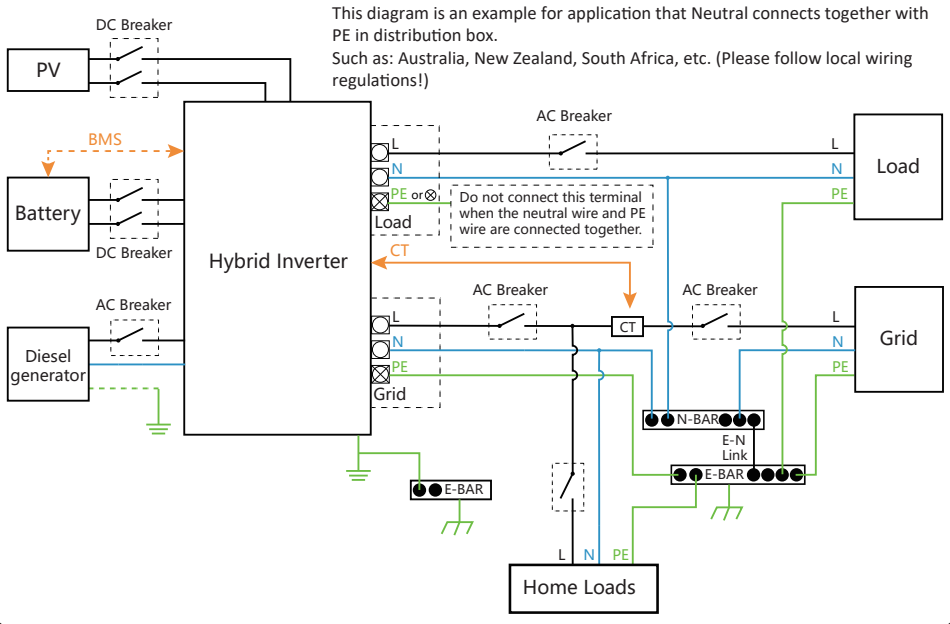 This diagram is an example for application that Neutral connects together with
PE in distribution box.
Such as: Australia, New Zealand, South Africa, etc. (Please follow local wiring
regulations!)
DC Breaker
PV
BMS
Battery
DC Breaker
AC Breaker
Diesel
generator
Hybrid Inverter
L
N
PE or
Load
Do not connect this terminal
when the neutral wire and PE
wire are connected together.
AC Breaker
L
N
PE
Load
CT
AC Breaker
CT
AC Breaker
L
N
PE
Grid
L
N
PE
Grid
N-BAR
E-N
Link
E-BAR
E-BAR
L
N
PE
Home Loads